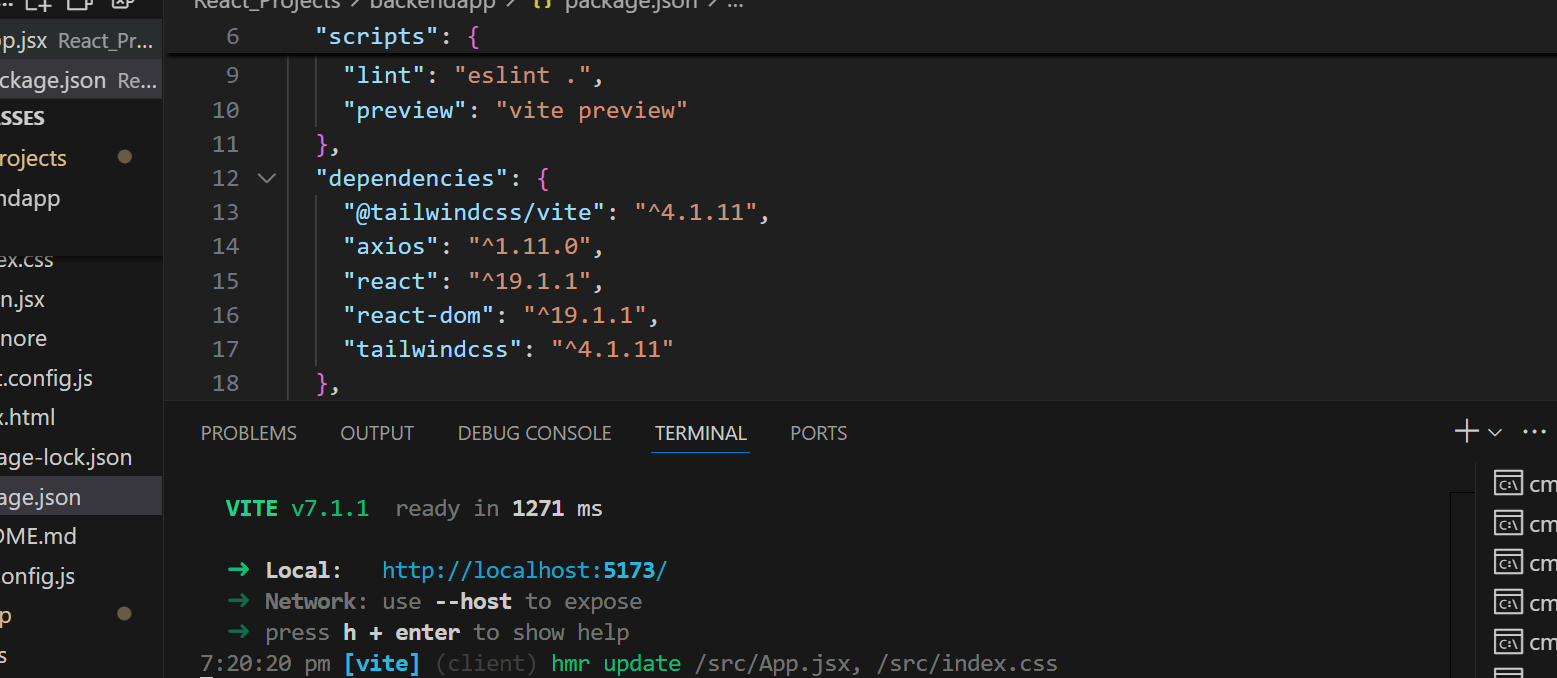 React_Projects > backendapp > {} package.json > ...
p.jsx React_Pr...
ckage.json Re...
SSES
rojects
ndapp
ex.css
n.jsx
nore
t.config.js
x.html
age-lock.json
age.json
OME.md
onfig.js
p
s
6 "scripts": {
9 "lint": "eslint .",
10 "preview": "vite preview"
11 },
12 "dependencies": {
13 "@tailwindcss/vite": "^4.1.11",
14 "axios": "^1.11.0",
15 "react": "^19.1.1",
16 "react-dom": "^19.1.1",
17 "tailwindcss": "^4.1.11"
18 },
PROBLEMS OUTPUT DEBUG CONSOLE TERMINAL PORTS
VITE v7.1.1 ready in 1271 ms
➜ Local: http://localhost:5173/
➜ Network: use --host to expose
➜ press h + enter to show help
7:20:20 pm [vite] (client) hmr update /src/App.jsx, /src/index.css
cm
cm
cm
cm
cm